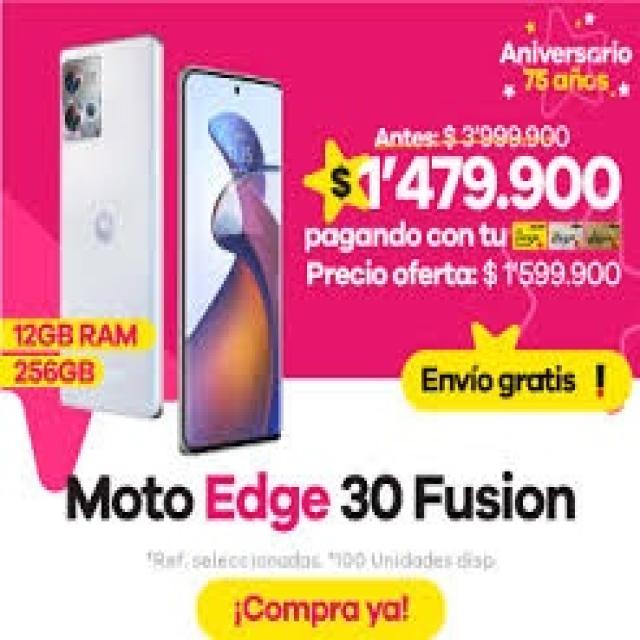 Aniversario
75 años
Antes: $ 3'999.900
$1'479.900
pagando con tu
Precio oferta: $ 1'599.900
12GB RAM
256GB
Envío gratis !
Moto Edge 30 Fusion
*Ref. seleccionadas. *100 Unidades disp
¡Compra ya!